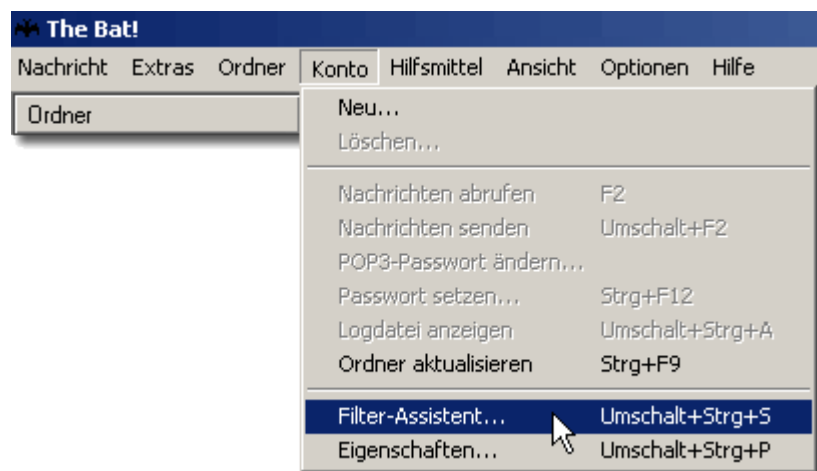 The Bat!
Nachricht Extras Ordner Konto Hilfsmittel Ansicht Optionen Hilfe
Ordner
Neu...
Löschen...
Nachrichten abrufen F2
Nachrichten senden Umschalt+F2
POP3-Passwort ändern...
Passwort setzen... Strg+F12
Logdatei anzeigen Umschalt+Strg+A
Ordner aktualisieren Strg+F9
Filter-Assistent... Umschalt+Strg+S
Eigenschaften... Umschalt+Strg+P